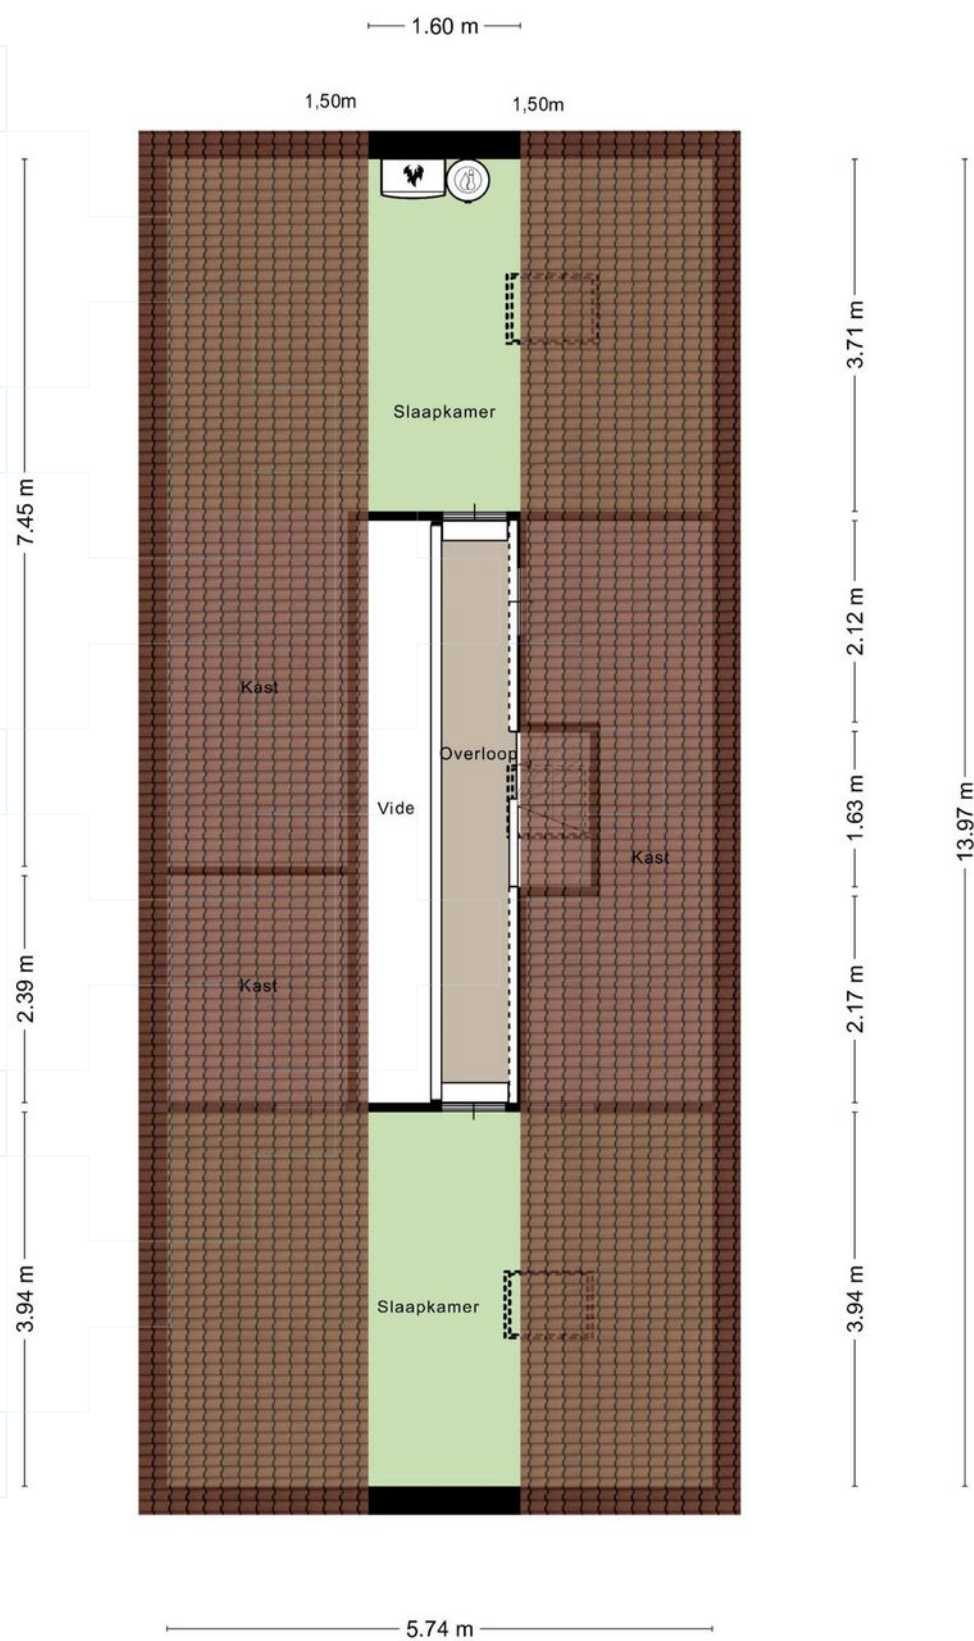 1.60 m
1,50m
1,50m
3.71 m
Slaapkamer
7.45 m
2.12 m
Kast
Overloop
Vide
1.63 m
13.97 m
Kast
Kast
2.39 m
2.17 m
3.94 m
Slaapkamer
3.94 m
5.74 m